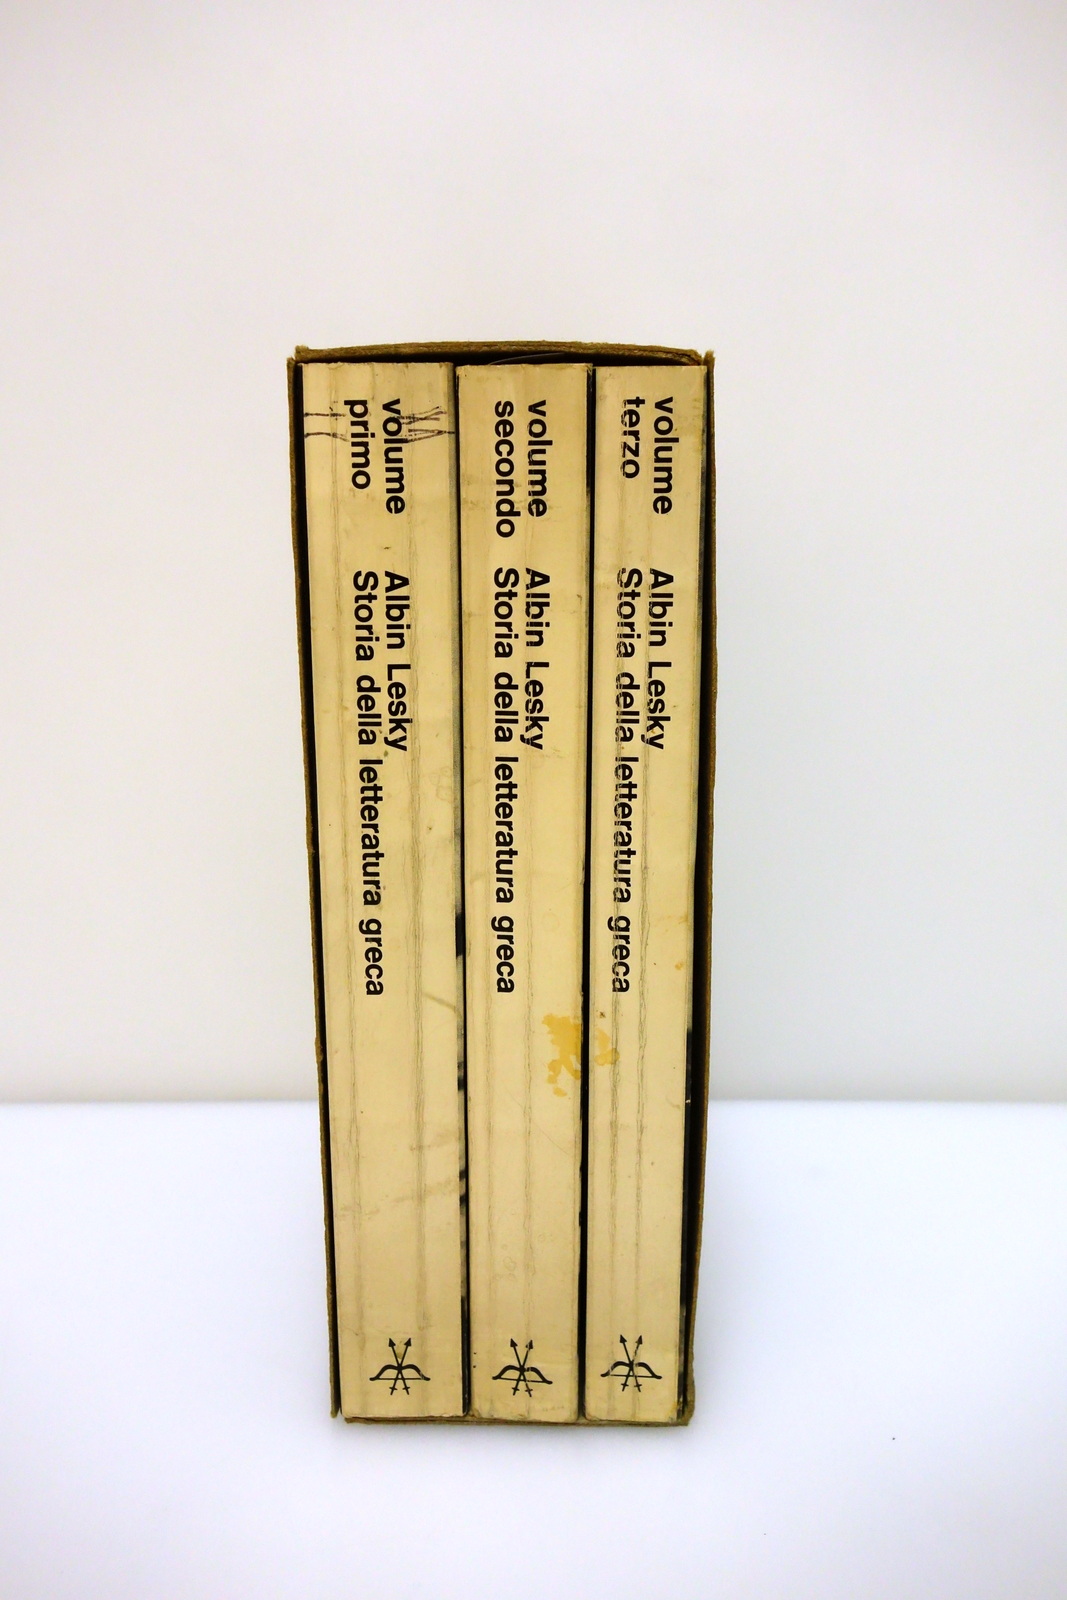 volume
primo
Albin Lesky
Storia della letteratura greca
volume
secondo
Albin Lesky
Storia della letteratura greca
volume
terzo
Albin Lesky
Storia della letteratura greca